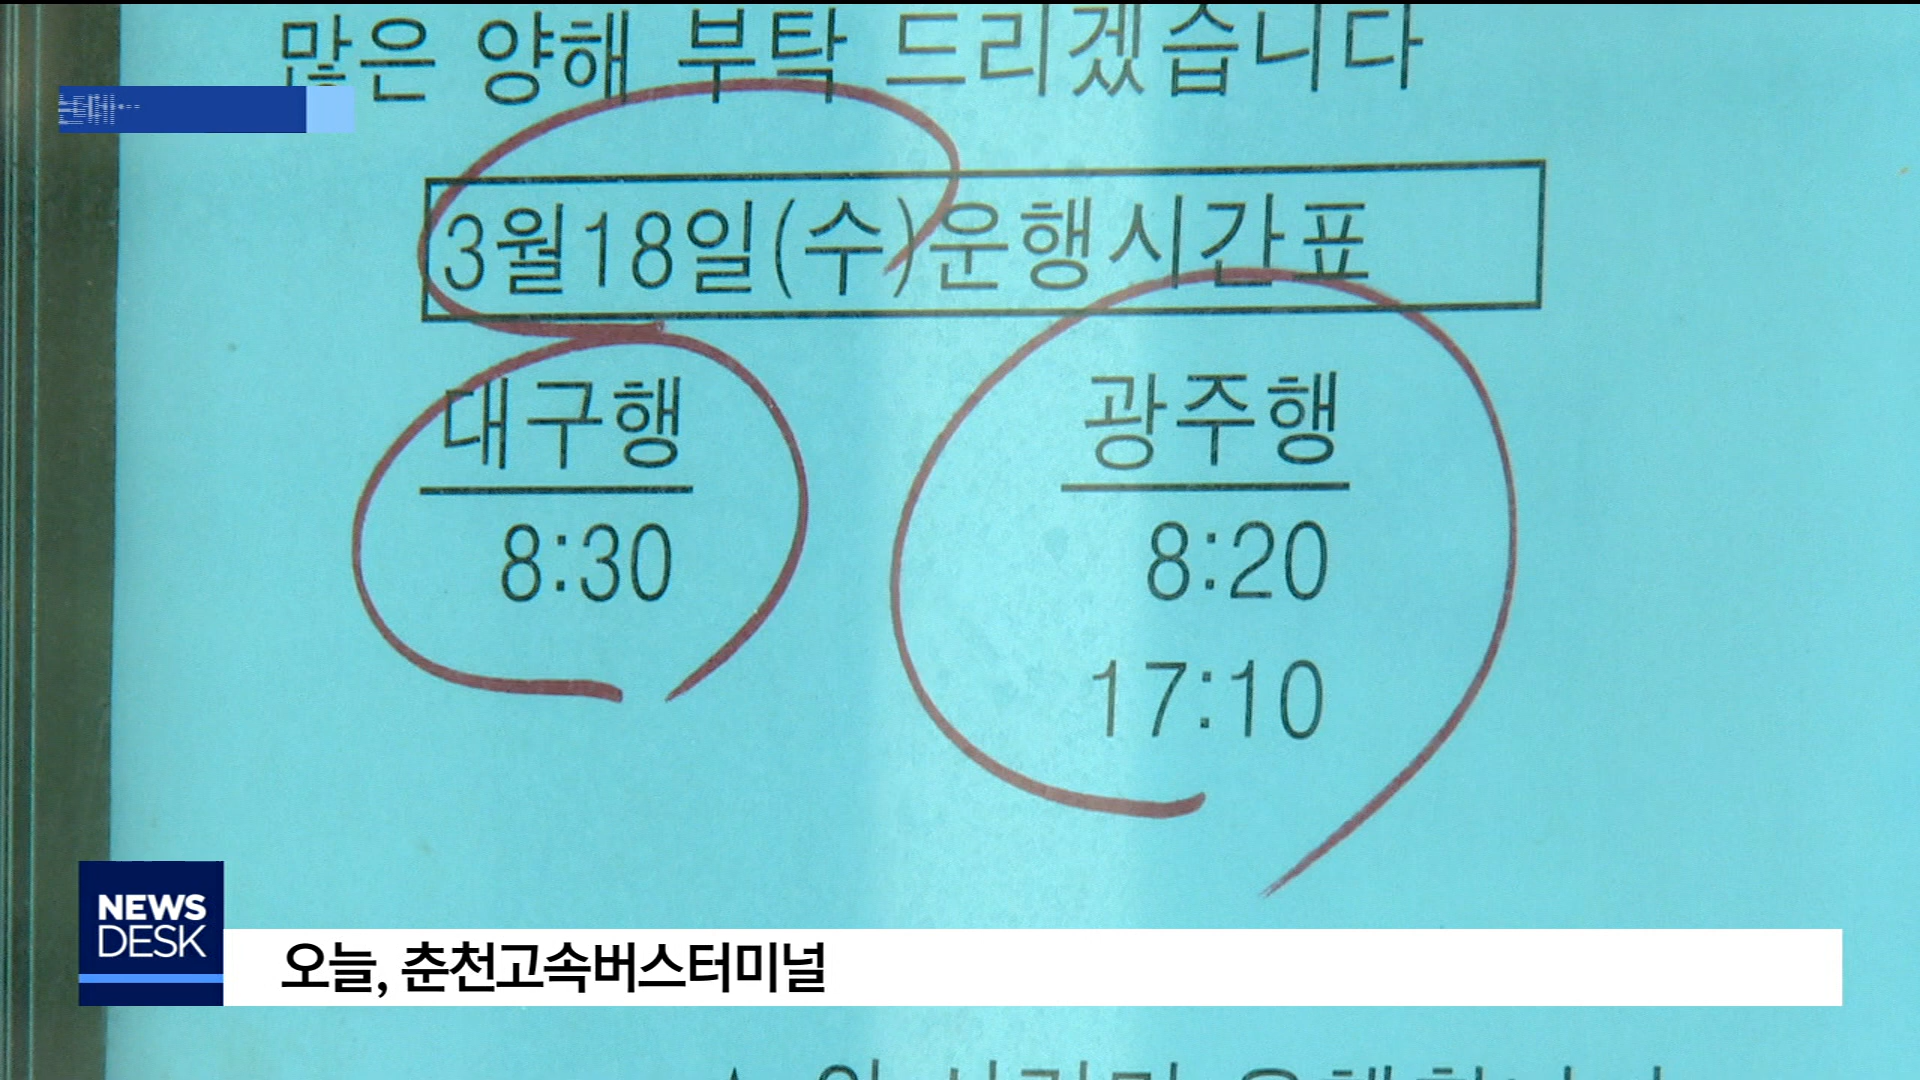 많은 양해 부탁 드리겠습니다
3월18일(수)운행시간표
대구행
8:30
광주행
8:20
17:10
NEWS
DESK
오늘, 춘천고속버스터미널